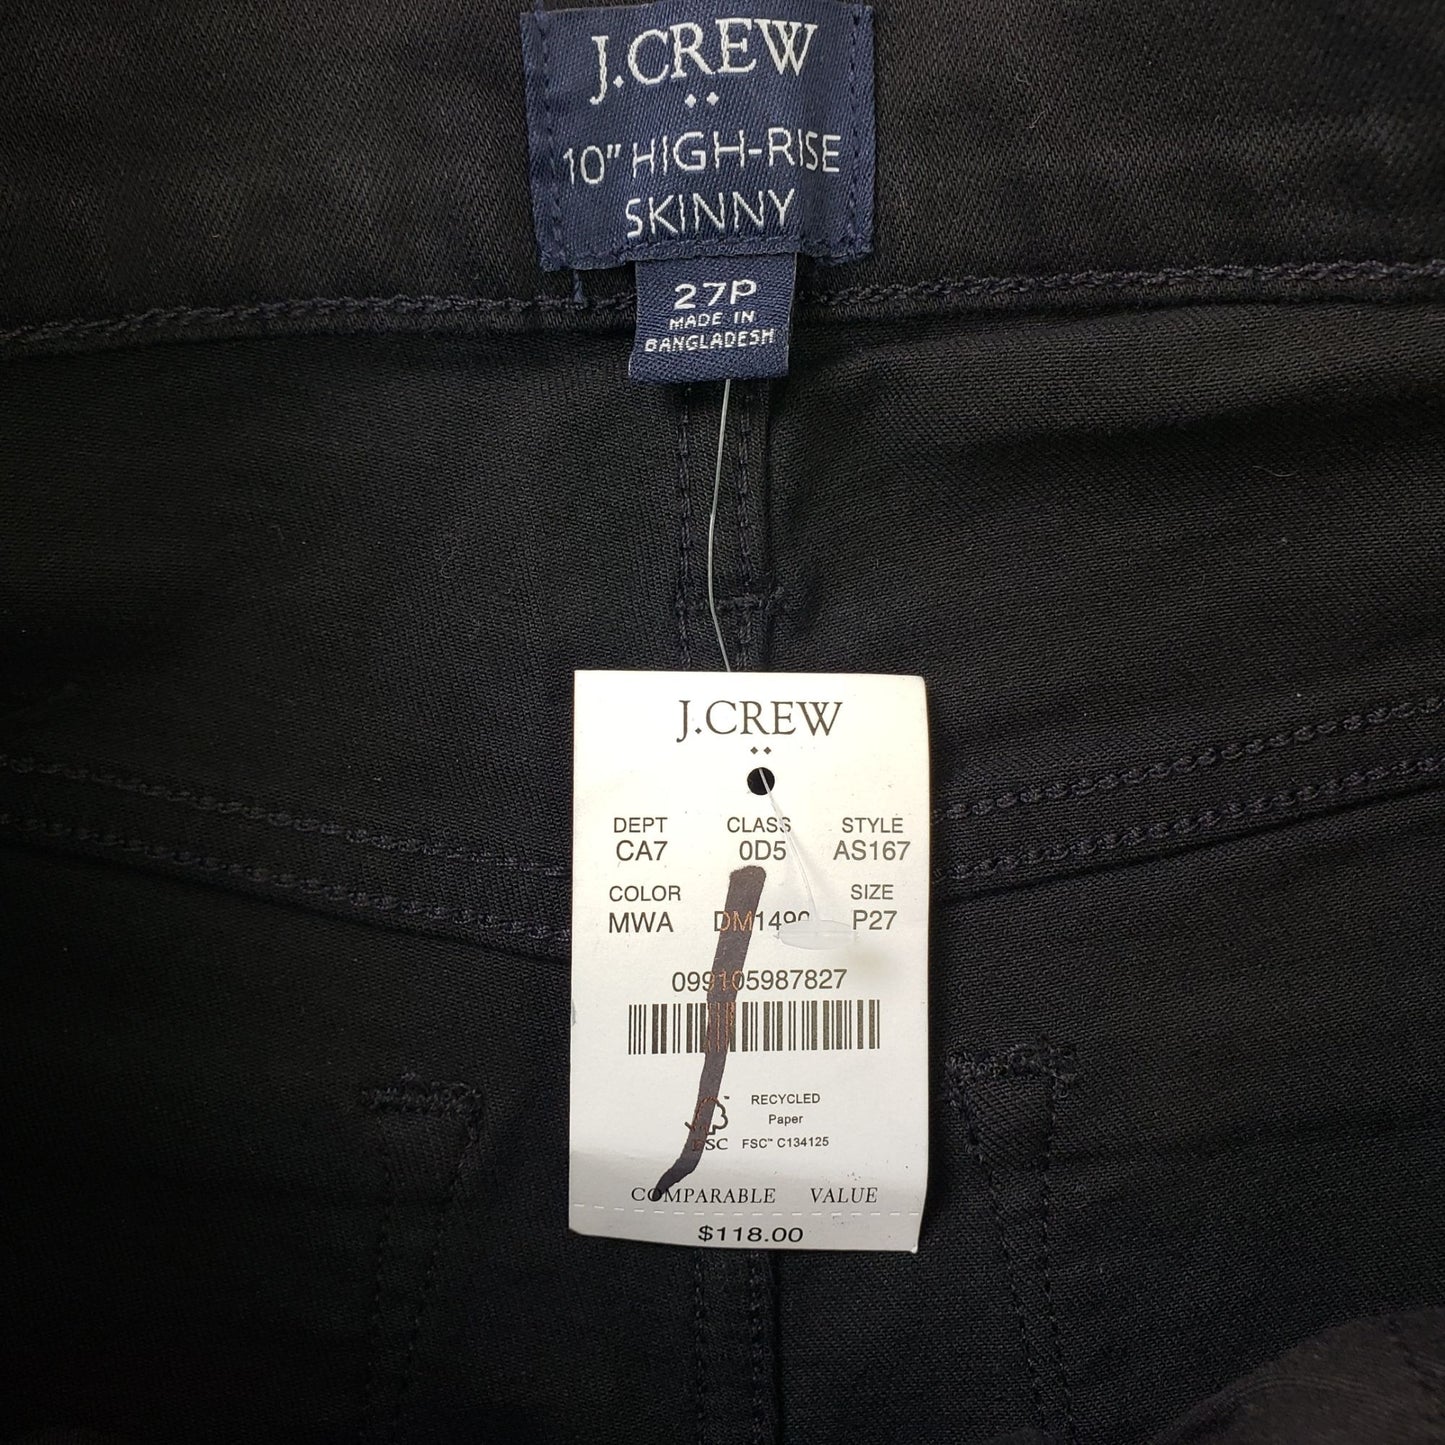 J.CREW
10" HIGH-RISE
SKINNY
27P
MADE IN
BANGLADESH
J.CREW
DEPT CLASS STYLE
CA7 0D5 AS167
COLOR SIZE
MWA P27
099105987827
RECYCLED
Paper
FSC FSC™ C134125
COMPARABLE VALUE
$118.00